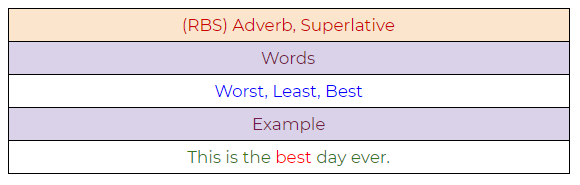 (RBS) Adverb, Superlative
Words
Worst, Least, Best
Example
This is the best day ever.